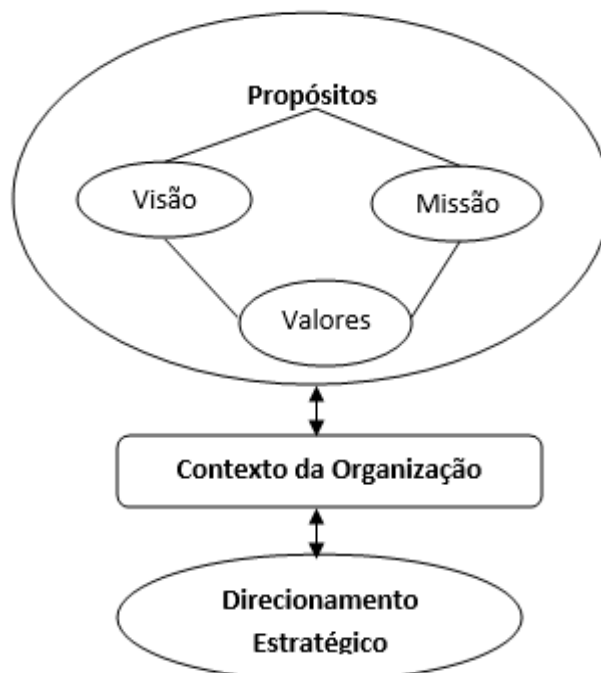 Propósitos
Visão
Missão
Valores
Contexto da Organização
Direcionamento
Estratégico